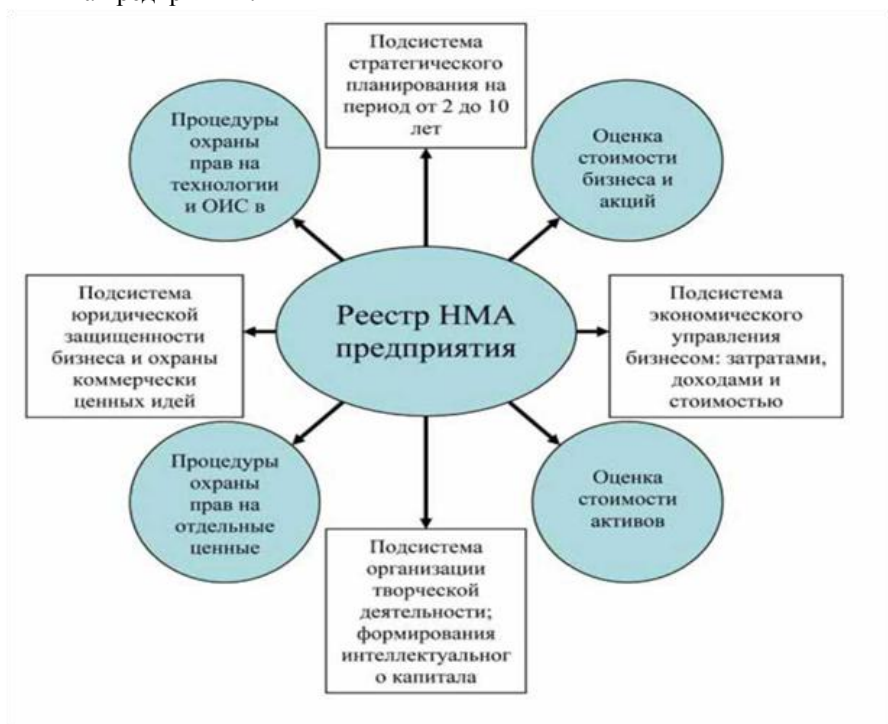 Подсистема
стратегического
планирования на
период от 2 до 10
лет
Процедуры
охраны
прав на
технологии
и ОИС в
Оценка
стоимости
бизнеса и
акций
Подсистема
юридической
защищенности
бизнеса и охраны
коммерчески
ценных идей
Реестр НМА
предприятия
Подсистема
экономического
управления
бизнесом: затратами,
доходами и
стоимостью
Процедуры
охраны
прав на
отдельные
ценные
Оценка
стоимости
активов
Подсистема
организации
творческой
деятельности;
формирования
интеллектуальног
о капитала